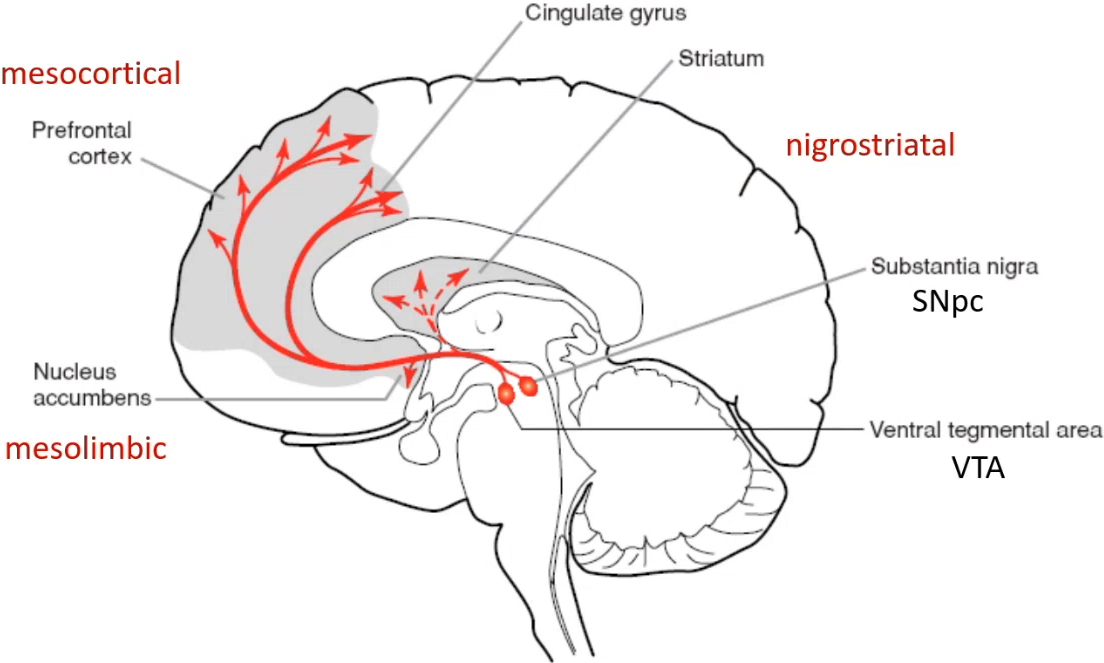 Cingulate gyrus
Striatum
mesocortical
Prefrontal
cortex
nigrostriatal
Substantia nigra
SNpc
Nucleus
accumbens
mesolimbic
Ventral tegmental area
VTA